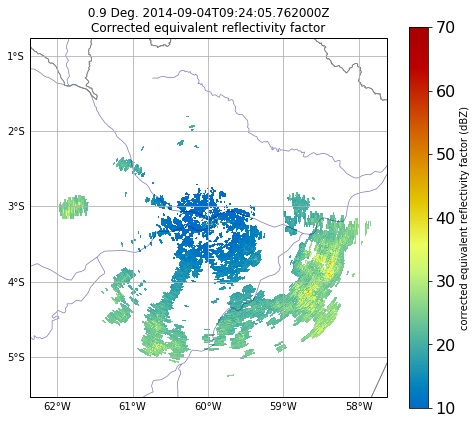 0.9 Deg. 2014-09-04T09:24:05.762000Z
Corrected equivalent reflectivity factor
1°S
2°S
3°S
4°S
5°S
62°W
61°W
60°W
59°W
58°W
70
60
50
40
30
20
10
corrected equivalent reflectivity factor (dBZ)